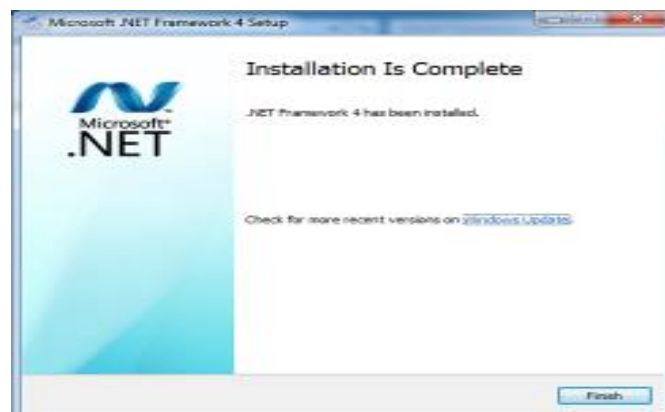 Microsoft .NET Framework 4 Setup
Installation Is Complete
Microsoft®
.NET
.NET Framework 4 has been installed.
Check for more recent versions on Windows Update.
Finish